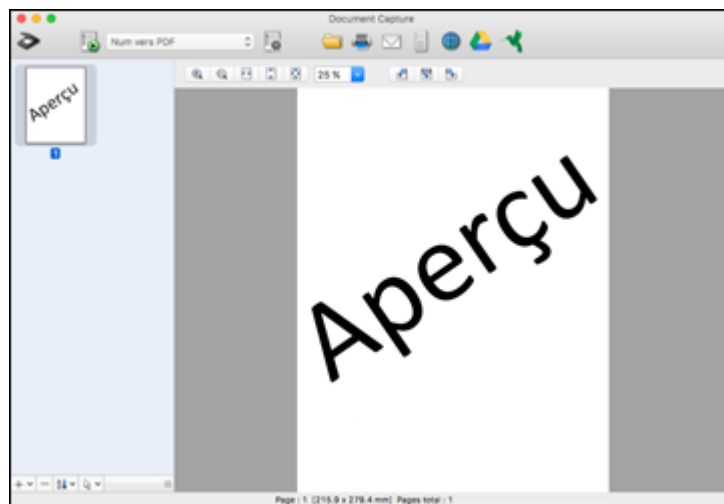 Document Capture
Num vers PDF
25 %
Aperçu
1
Aperçu
Page : 1 [215.9 x 279.4 mm] Pages total : 1